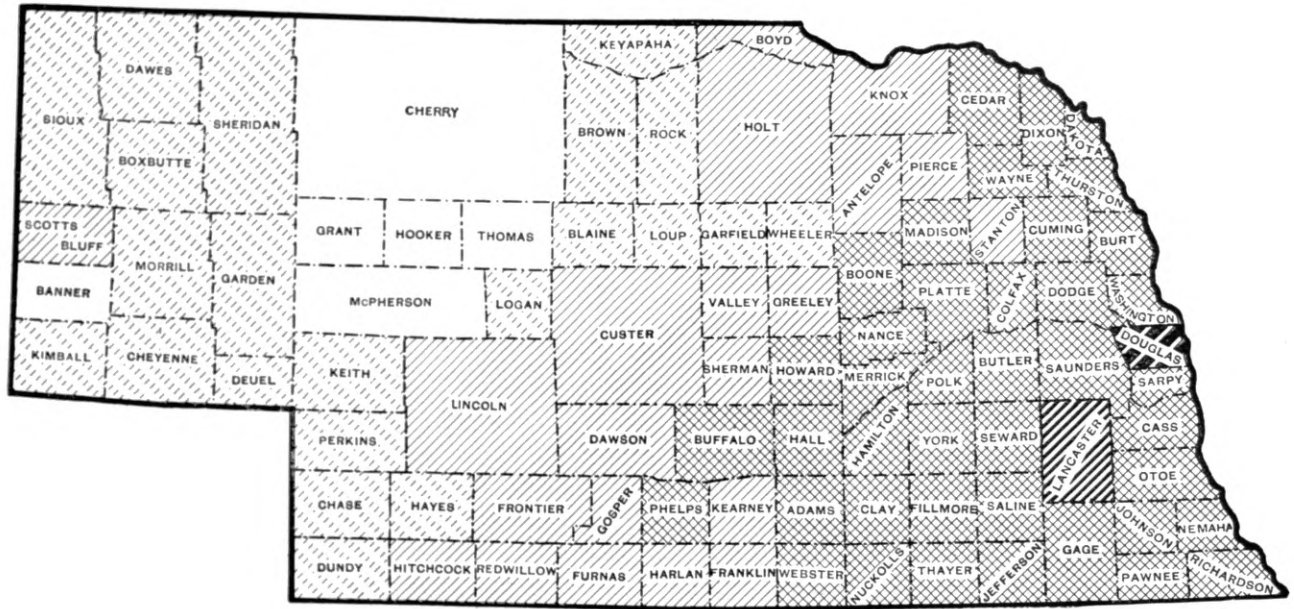 KEYAPAHA
BOYD
DAWES
CHERRY
KNOX
CEDAR
SIOUX
SHERIDAN
BROWN
ROCK
HOLT
DIXON
DAKOTA
BOXBUTTE
ANTELOPE
PIERCE
WAYNE
THURSTON
SCOTTS
BLUFF
GRANT
HOOKER
THOMAS
BLAINE
LOUP
GARFIELD
WHEELER
MADISON
STANTON
CUMING
BURT
MORRILL
GARDEN
BOONE
BANNER
McPHERSON
LOGAN
CUSTER
VALLEY
GREELEY
PLATTE
COLFAX
DODGE
WASHINGTON
KIMBALL
CHEYENNE
DEUEL
KEITH
SHERMAN
HOWARD
NANCE
MERRICK
POLK
BUTLER
SAUNDERS
DOUGLAS
SARPY
LINCOLN
PERKINS
DAWSON
BUFFALO
HALL
HAMILTON
YORK
SEWARD
LANCASTER
CASS
OTOE
CHASE
HAYES
FRONTIER
GOSPER
PHELPS
KEARNEY
ADAMS
CLAY
FILLMORE
SALINE
GAGE
JOHNSON
NEMAHA
DUNDY
HITCHCOCK
REDWILLOW
FURNAS
HARLAN
FRANKLIN
WEBSTER
NUCKOLLS
THAYER
JEFFERSON
PAWNEE
RICHARDSON